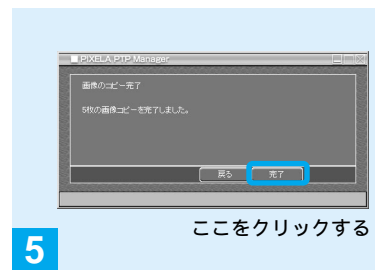 PIXELA PTP Manager
画像のコピー完了
5枚の画像コピーを完了しました。
戻る 完了
ここをクリックする
5